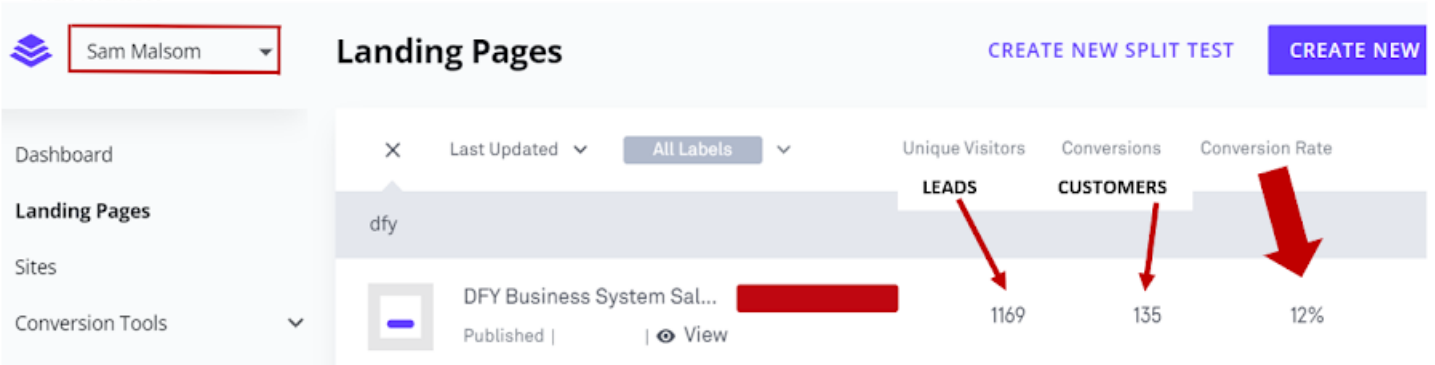 Sam Malsom
Landing Pages
CREATE NEW SPLIT TEST
CREATE NEW
Dashboard
Landing Pages
Sites
Conversion Tools
Last Updated
All Labels
Unique Visitors
Conversions
Conversion Rate
LEADS
CUSTOMERS
dfy
DFY Business System Sal...
1169
135
12%
Published |
| View